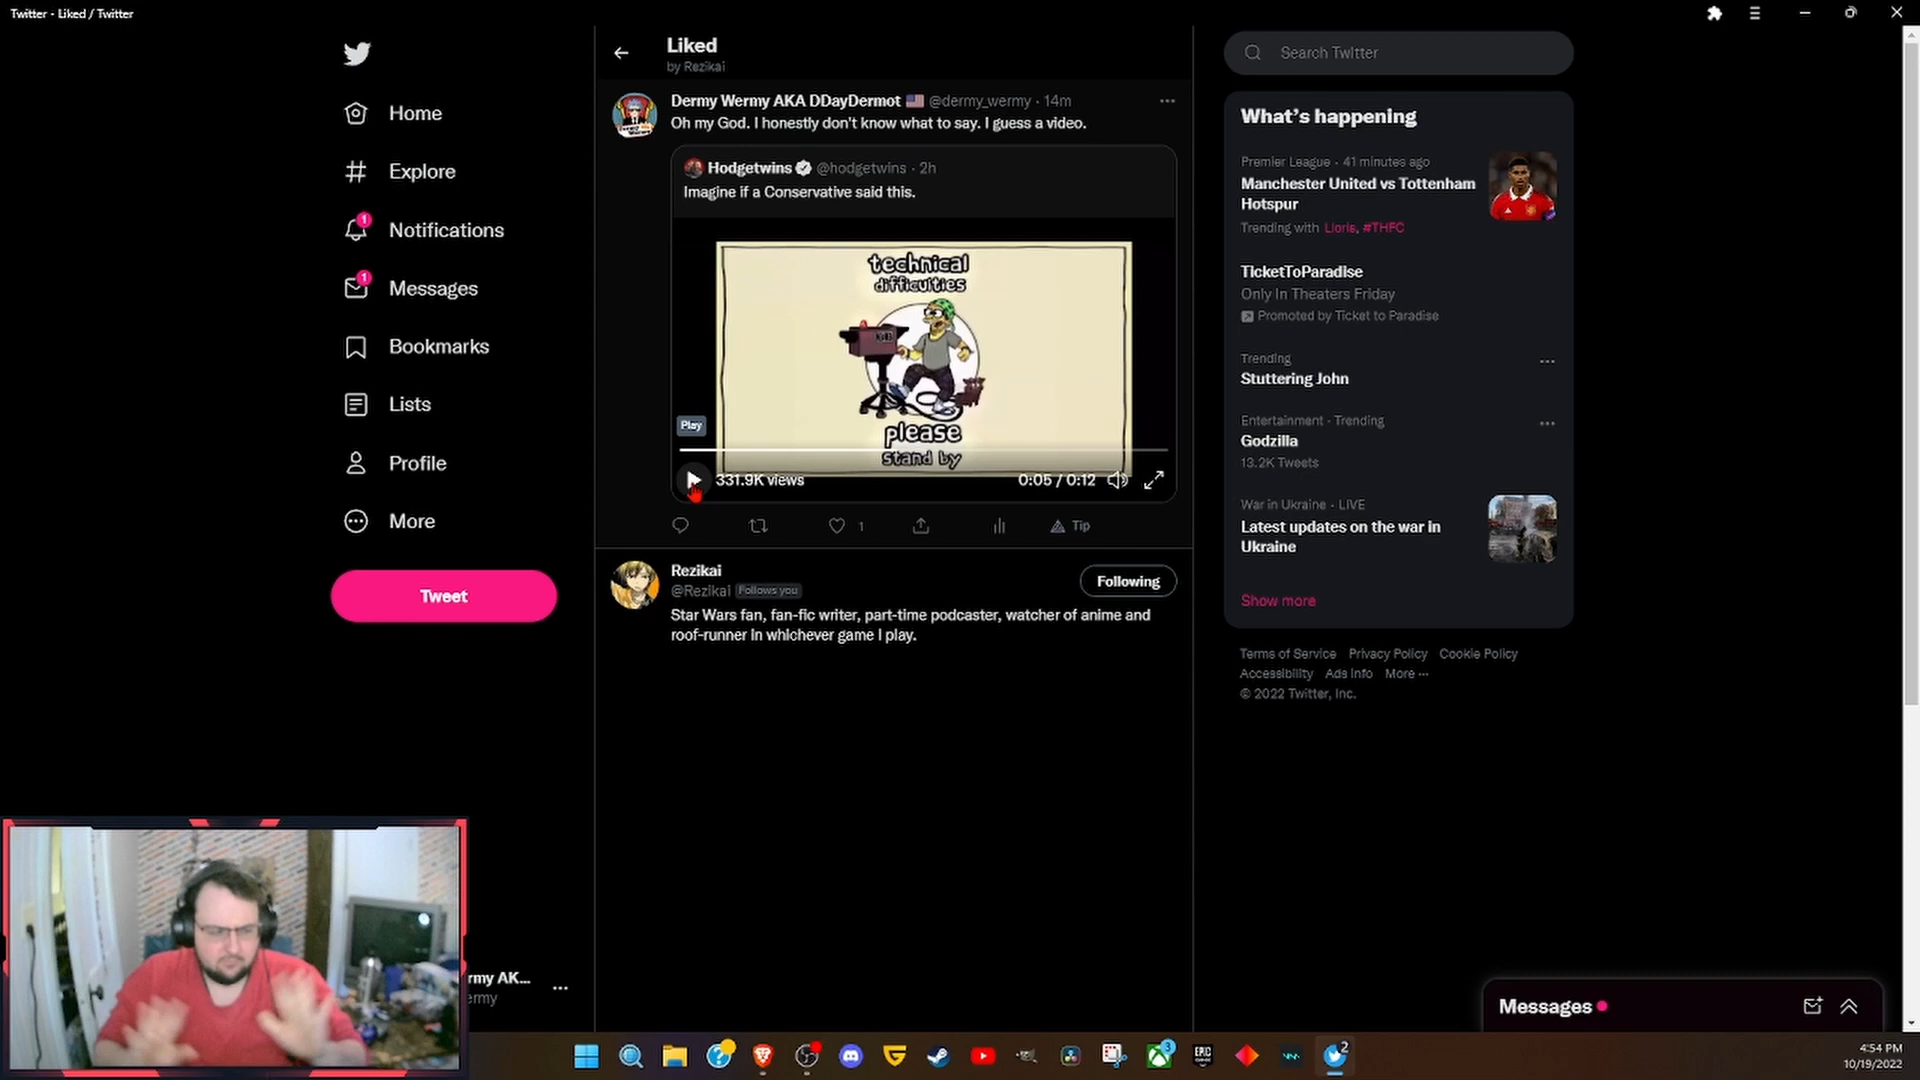 Twitter - Liked / Twitter
Home
Explore
1
Notifications
1
Messages
Bookmarks
Lists
Profile
More
Tweet
rmy AK...
ermy
Liked
by Rezikai
Dermy Wermy AKA DDayDermot @dermy_wermy · 14m
Oh my God. I honestly don't know what to say. I guess a video.
Hodgetwins @hodgetwins · 2h
Imagine if a Conservative said this.
technical
difficulties
please
stand by
Play
331.9K views
0:05 / 0:12
1
Tip
Rezikai
@Rezikai Follows you
Following
Star Wars fan, fan-fic writer, part-time podcaster, watcher of anime and
roof-runner in whichever game I play.
Search Twitter
What's happening
Premier League · 41 minutes ago
Manchester United vs Tottenham
Hotspur
Trending with Lloris, #THFC
TicketToParadise
Only In Theaters Friday
Promoted by Ticket to Paradise
Trending
Stuttering John
Entertainment · Trending
Godzilla
13.2K Tweets
War in Ukraine · LIVE
Latest updates on the war in
Ukraine
Show more
Terms of Service Privacy Policy Cookie Policy
Accessibility Ads info More ···
© 2022 Twitter, Inc.
Messages
3
EPIC
2
4:54 PM
10/19/2022